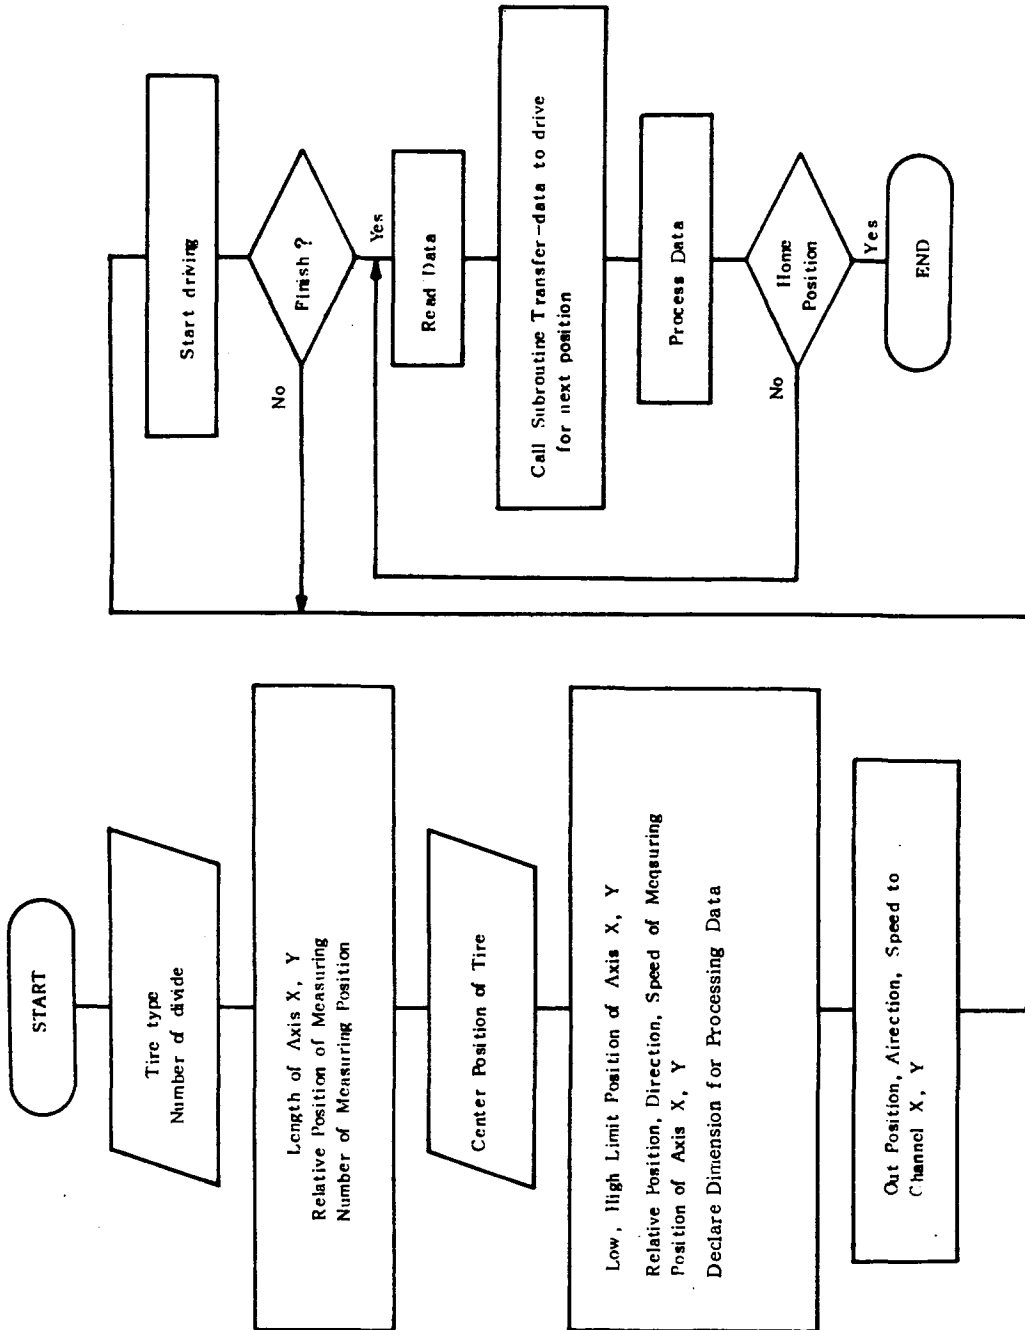 START
Tire type
Number of divide
Length of Axis X, Y
Relative Position of Measuring
Number of Measuring Position
Center Position of Tire
Low, High Limit Position of Axis X, Y
Relative Position, Direction, Speed of Meqsuring
Position of Axis X, Y
Declare Dimension for Processing Data
Out Position, Airection, Speed to
Channel X, Y
Start driving
Finish?
No
Yes
Read Data
Call Subroutine Transfer-data to drive
for next position
Process Data
Home
Position
No
Yes
END